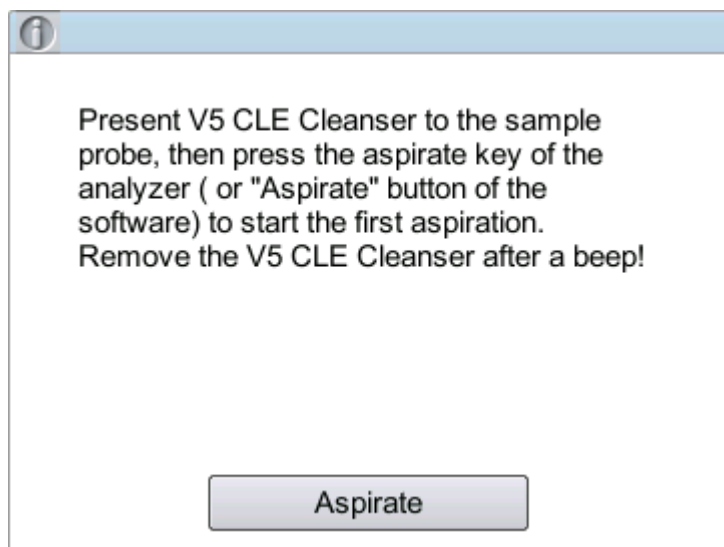 Present V5 CLE Cleanser to the sample
probe, then press the aspirate key of the
analyzer ( or "Aspirate" button of the
software) to start the first aspiration.
Remove the V5 CLE Cleanser after a beep!
Aspirate